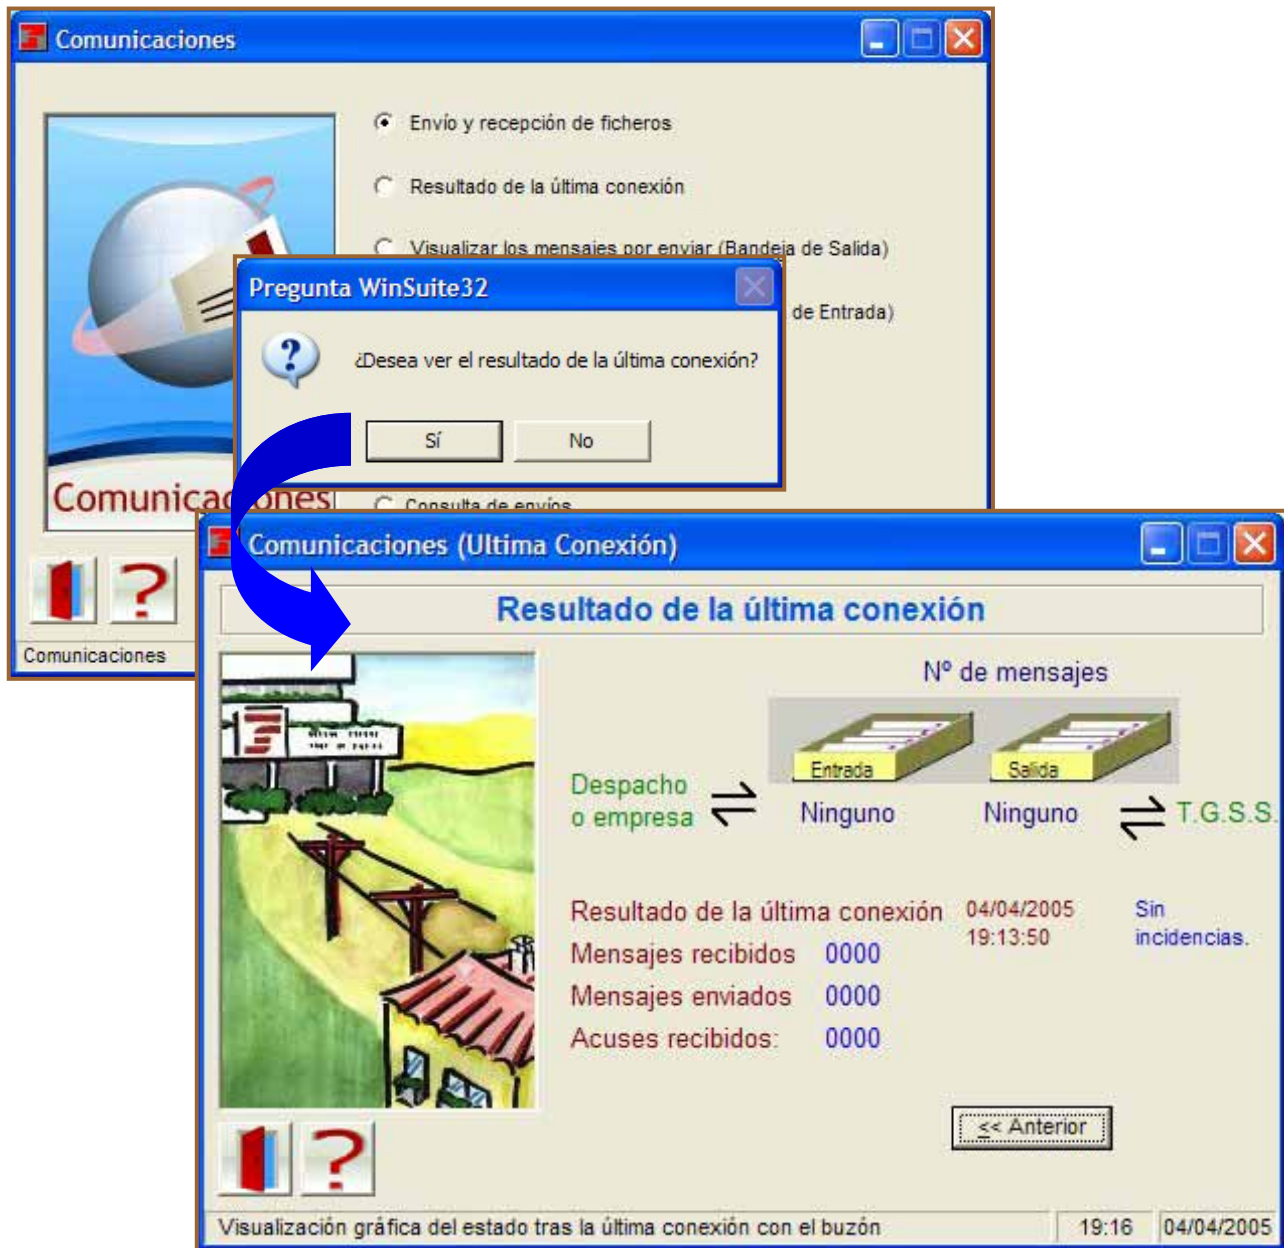 Comunicaciones
Envío y recepción de ficheros
Resultado de la última conexión
Visualizar los mensajes por enviar (Bandeja de Salida)
de Entrada)
Pregunta WinSuite32
¿Desea ver el resultado de la última conexión?
Sí No
Comunicaciones
Consulta de envíos
Comunicaciones
Comunicaciones (Ultima Conexión)
Resultado de la última conexión
Nº de mensajes
Entrada Salida
Despacho
o empresa
Ninguno Ninguno
T.G.S.S.
Resultado de la última conexión 04/04/2005 Sin
19:13:50 incidencias.
Mensajes recibidos 0000
Mensajes enviados 0000
Acuses recibidos: 0000
<< Anterior
Visualización gráfica del estado tras la última conexión con el buzón 19:16 04/04/2005